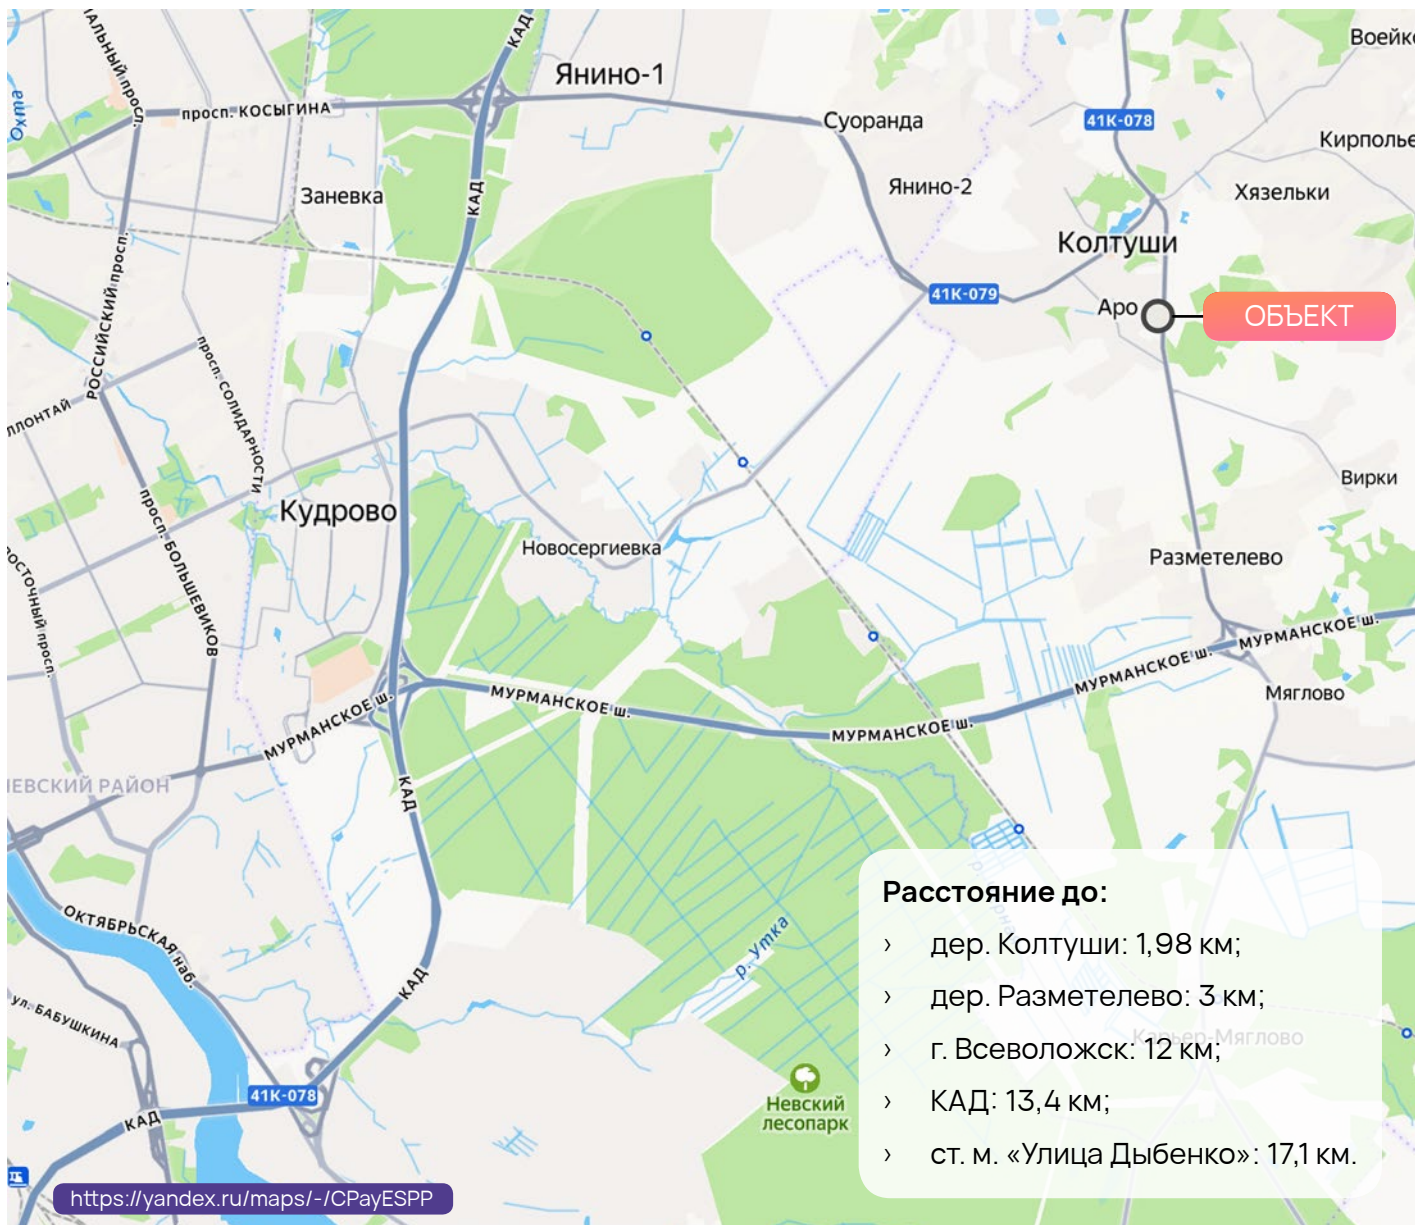 КАД
Янино-1
Воейк
41К-078
Охта
просп. КОСЫГИНА
Суоранда
Кирполье
Заневка
КАД
Янино-2
Хязельки
Колтуши
РОССИЙСКИЙ просп.
41К-079
Аро
ОБЪЕКТ
просп. СОЛИДАРНОСТИ
ЛЛОНТАЙ
Кудрово
Вирки
просп. БОЛЬШЕВИКОВ
Новосергиевка
Разметелево
МУРМАНСКОЕ ш.
МУРМАНСКОЕ ш.
МУРМАНСКОЕ ш.
МУРМАНСКОЕ ш.
МУРМАНСКОЕ ш.
Мяглово
ЕВСКИЙ РАЙОН
КАД
ОКТЯБРЬСКАЯ наб.
р. Утка
КАД
ул. БАБУШКИНА
41К-078
КАД
Невский
лесопарк
Карьер-Мяглово
Расстояние до:
› дер. Колтуши: 1,98 км;
› дер. Разметелево: 3 км;
› г. Всеволожск: 12 км;
› КАД: 13,4 км;
› ст. м. «Улица Дыбенко»: 17,1 км.
https://yandex.ru/maps/-/CPayESPP